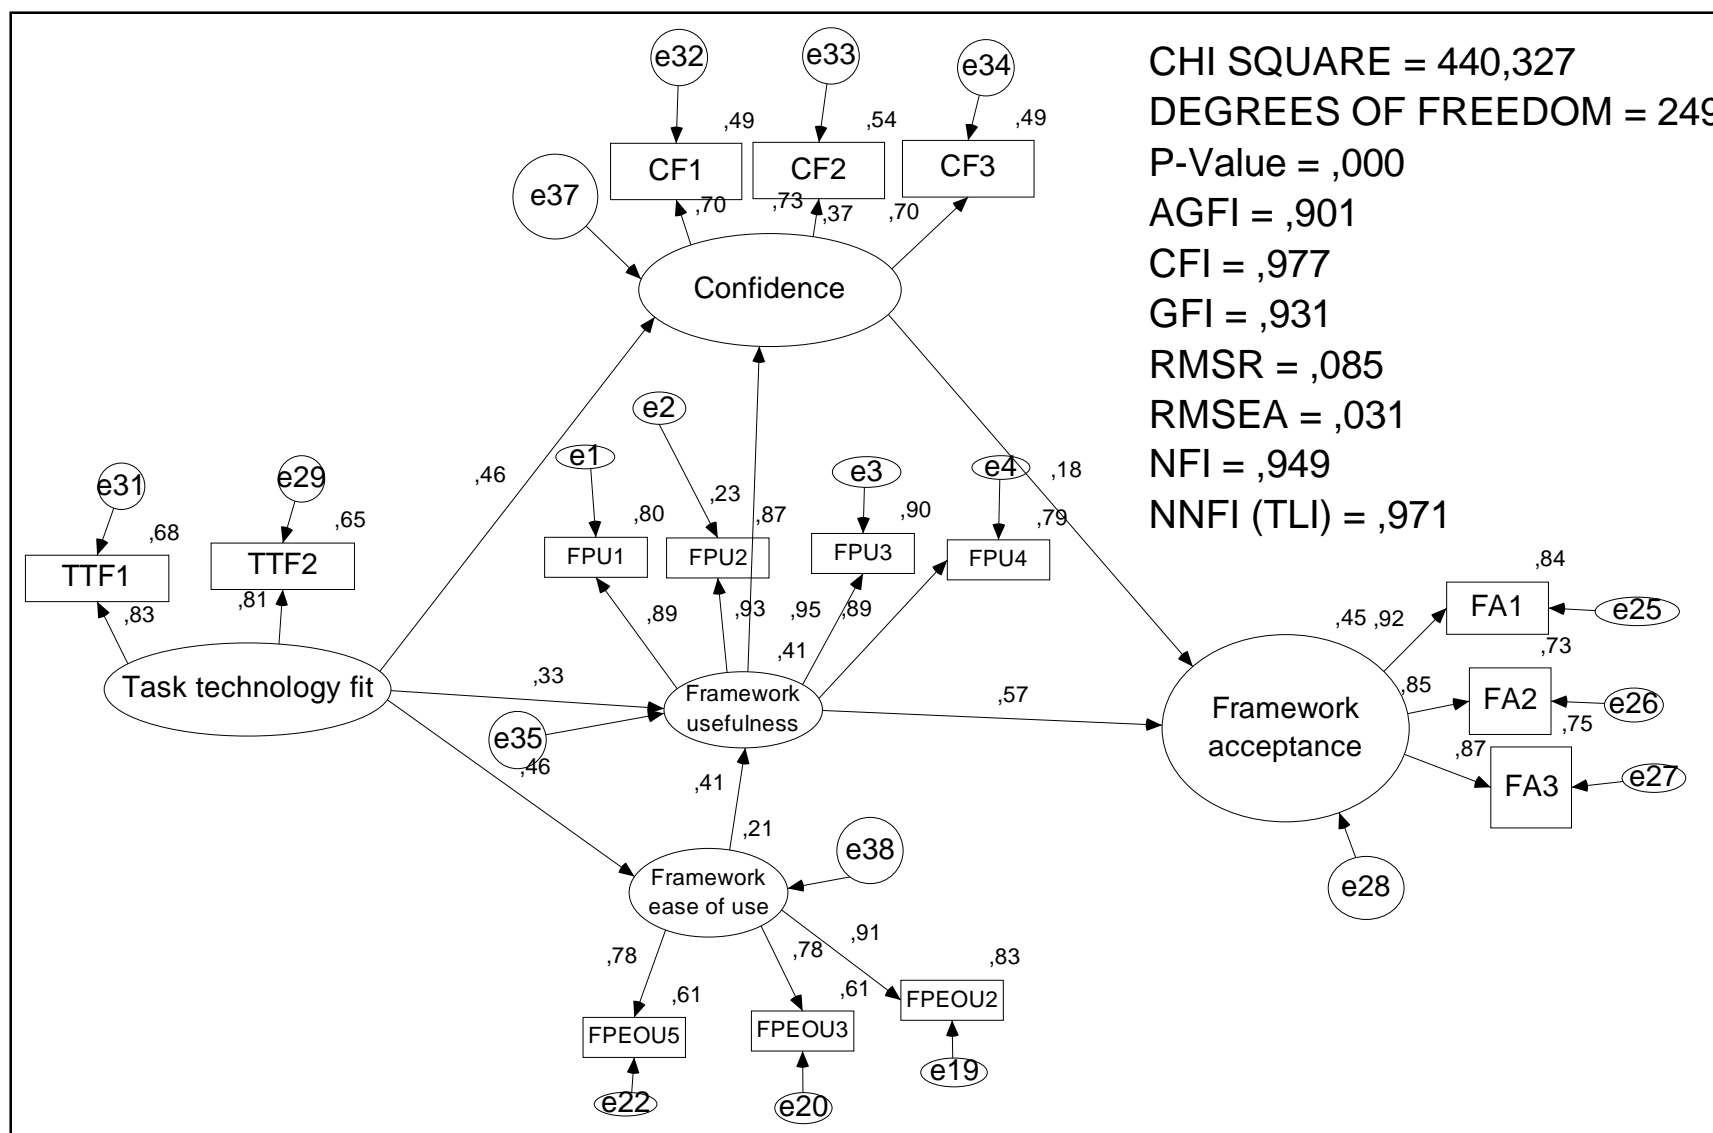 e32
e33
e34
CHI SQUARE = 440,327
DEGREES OF FREEDOM = 249
P-Value = ,000
AGFI = ,901
CFI = ,977
GFI = ,931
RMSR = ,085
RMSEA = ,031
NFI = ,949
NNFI (TLI) = ,971
,49
,54
,49
CF1
CF2
CF3
e37
,70
,73
,37
,70
Confidence
e2
e1
e3
e4
,46
,18
e31
e29
,23
,87
,80
,90
,79
,68
,65
FPU1
FPU2
FPU3
FPU4
TTF1
TTF2
,83
,81
,89
,93
,95
,89
,41
,84
FA1
e25
,45
,92
,73
Task technology fit
,33
Framework
usefulness
,57
Framework
acceptance
,85
FA2
e26
,75
,87
FA3
e27
e35
,46
,41
,21
e38
Framework
ease of use
e28
,78
,78
,91
,83
,61
,61
FPEOU2
FPEOU5
FPEOU3
e19
e22
e20